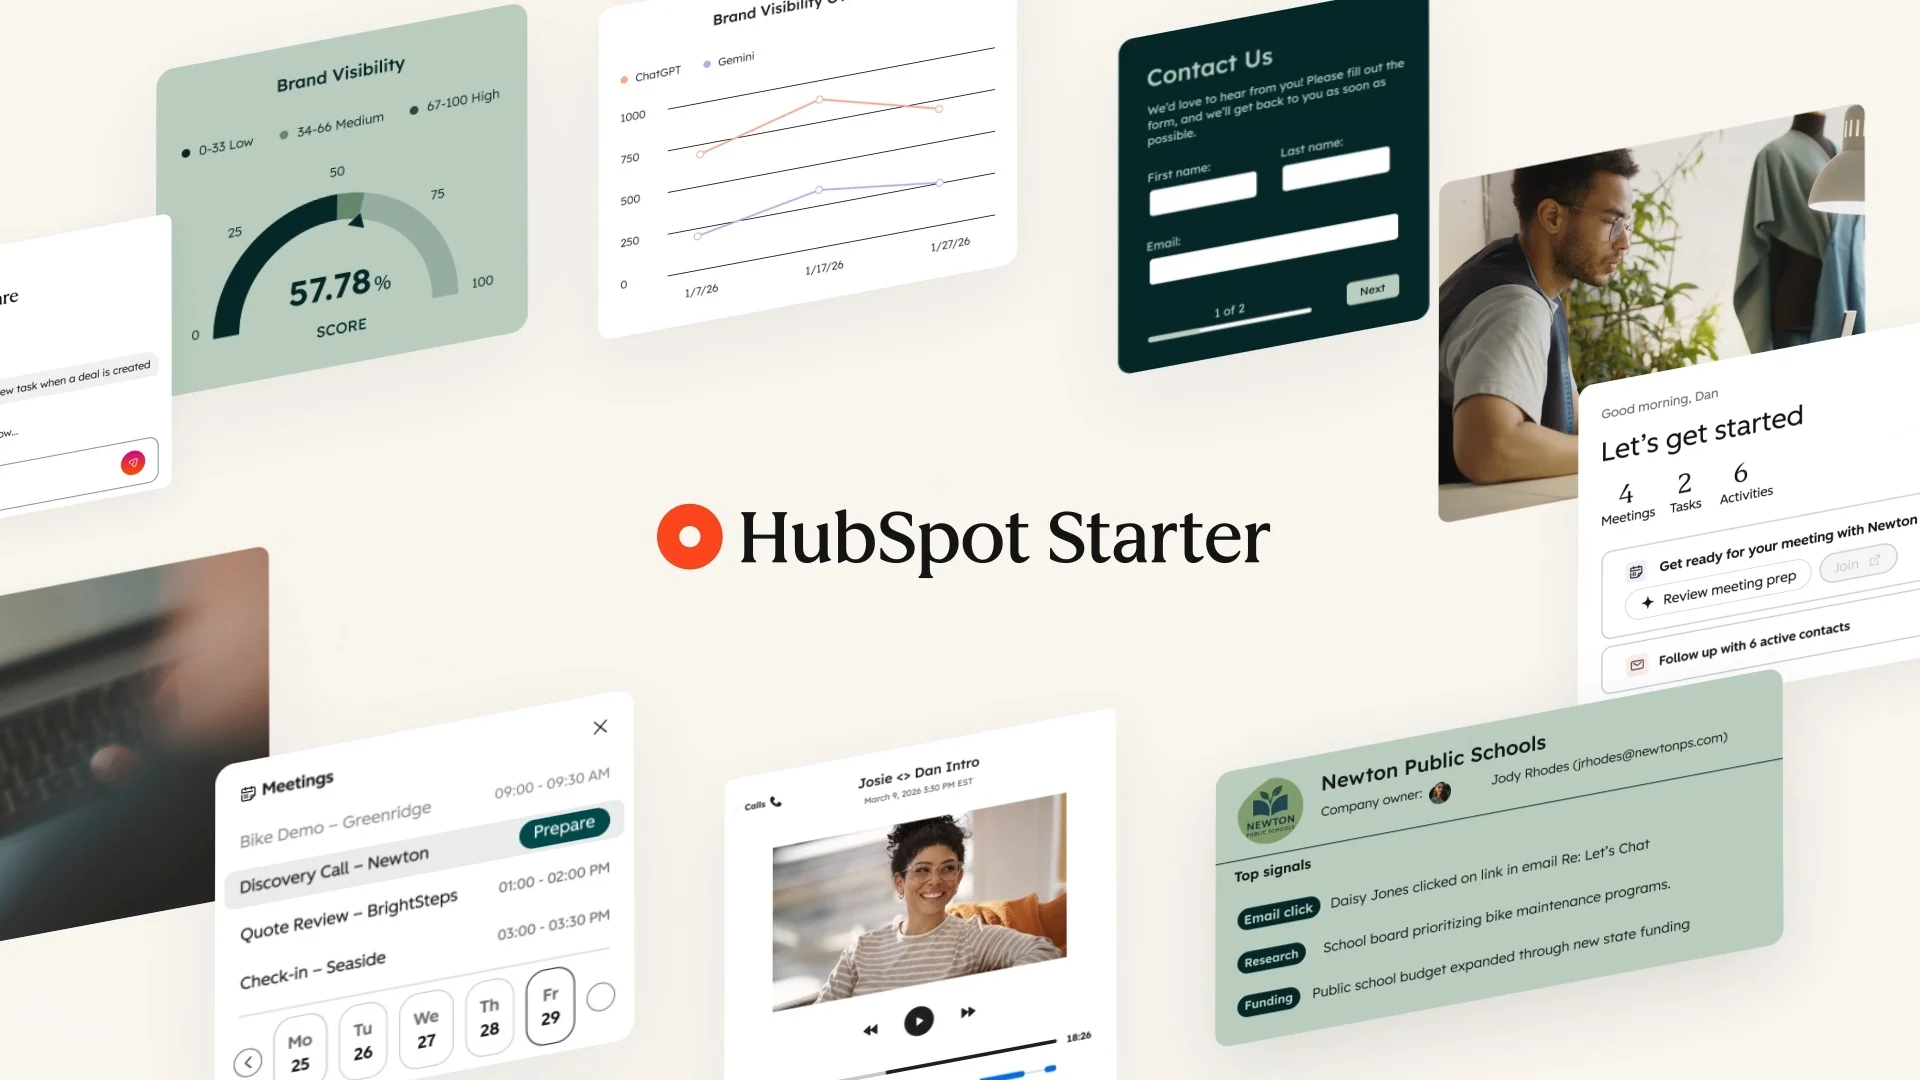 Brand Visibility
0-33 Low
34-66 Medium
67-100 High
0
25
50
75
100
57.78%
SCORE
Brand Visibility
ChatGPT
Gemini
1000
750
500
250
0
1/7/26
1/17/26
1/27/26
Contact Us
We'd love to hear from you! Please fill out the
form, and we'll get back to you as soon as
possible.
First name:
Last name:
Email:
1 of 2
Next
task when a deal is created
Good morning, Dan
Let's get started
4
Meetings
2
Tasks
6
Activities
Get ready for your meeting with Newton
Review meeting prep
Join
Follow up with 6 active contacts
HubSpot Starter
Meetings
Bike Demo – Greenridge
09:00 - 09:30 AM
Discovery Call – Newton
Prepare
Quote Review – BrightSteps
01:00 - 02:00 PM
Check-in – Seaside
03:00 - 03:30 PM
Mo
25
Tu
26
We
27
Th
28
Fr
29
Calls
Josie <> Dan Intro
March 9, 2026 3:30 PM EST
18:26
NEWTON
PUBLIC SCHOOLS
Newton Public Schools
Company owner:
Jody Rhodes (jrhodes@newtonps.com)
Top signals
Email click
Daisy Jones clicked on link in email Re: Let's Chat
Research
School board prioritizing bike maintenance programs.
Funding
Public school budget expanded through new state funding